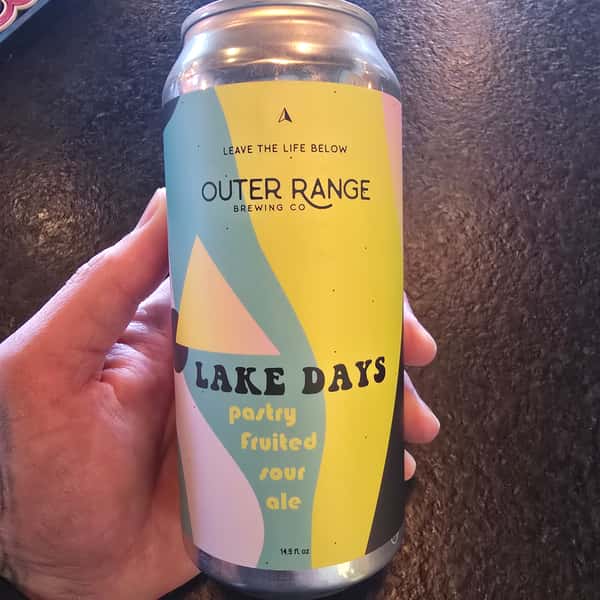 LEAVE THE LIFE BELOW
OUTER RANGE
BREWING CO
LAKE DAYS
pastry
fruited
sour
ale
14.5 fl oz